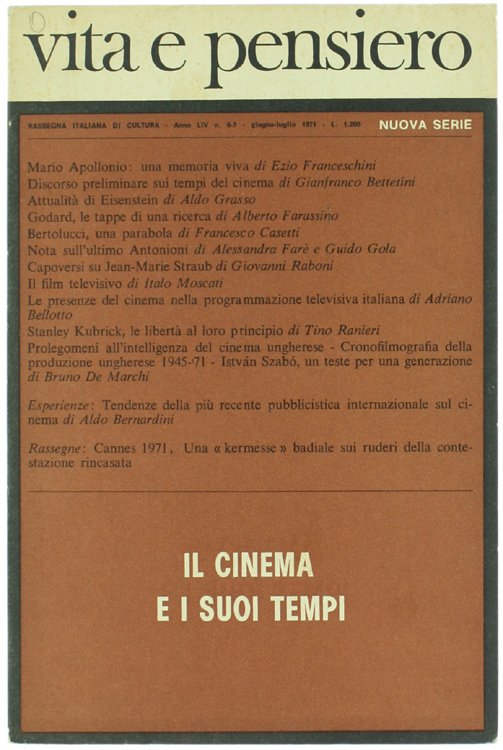 vita e pensiero
RASSEGNA ITALIANA DI CULTURA - Anno LIV n. 6-7 - giugno-luglio 1971 - L. 1.200 NUOVA SERIE
Mario Apollonio: una memoria viva di Ezio Franceschini
Discorso preliminare sui tempi del cinema di Gianfranco Bettetini
Attualità di Eisenstein di Aldo Grasso
Godard, le tappe di una ricerca di Alberto Farassino
Bertolucci, una parabola di Francesco Casetti
Nota sull'ultimo Antonioni di Alessandra Farè e Guido Gola
Capoversi su Jean-Marie Straub di Giovanni Raboni
Il film televisivo di Italo Moscati
Le presenze del cinema nella programmazione televisiva italiana di Adriano
Bellotto
Stanley Kubrick, le libertà al loro principio di Tino Ranieri
Prolegomeni all'intelligenza del cinema ungherese - Cronofilmografia della
produzione ungherese 1945-71 - István Szabó, un teste per una generazione
di Bruno De Marchi
Esperienze: Tendenze della più recente pubblicistica internazionale sul ci-
nema di Aldo Bernardini
Rassegne: Cannes 1971, Una « kermesse » badiale sui ruderi della conte-
stazione rincasata
IL CINEMA
E I SUOI TEMPI